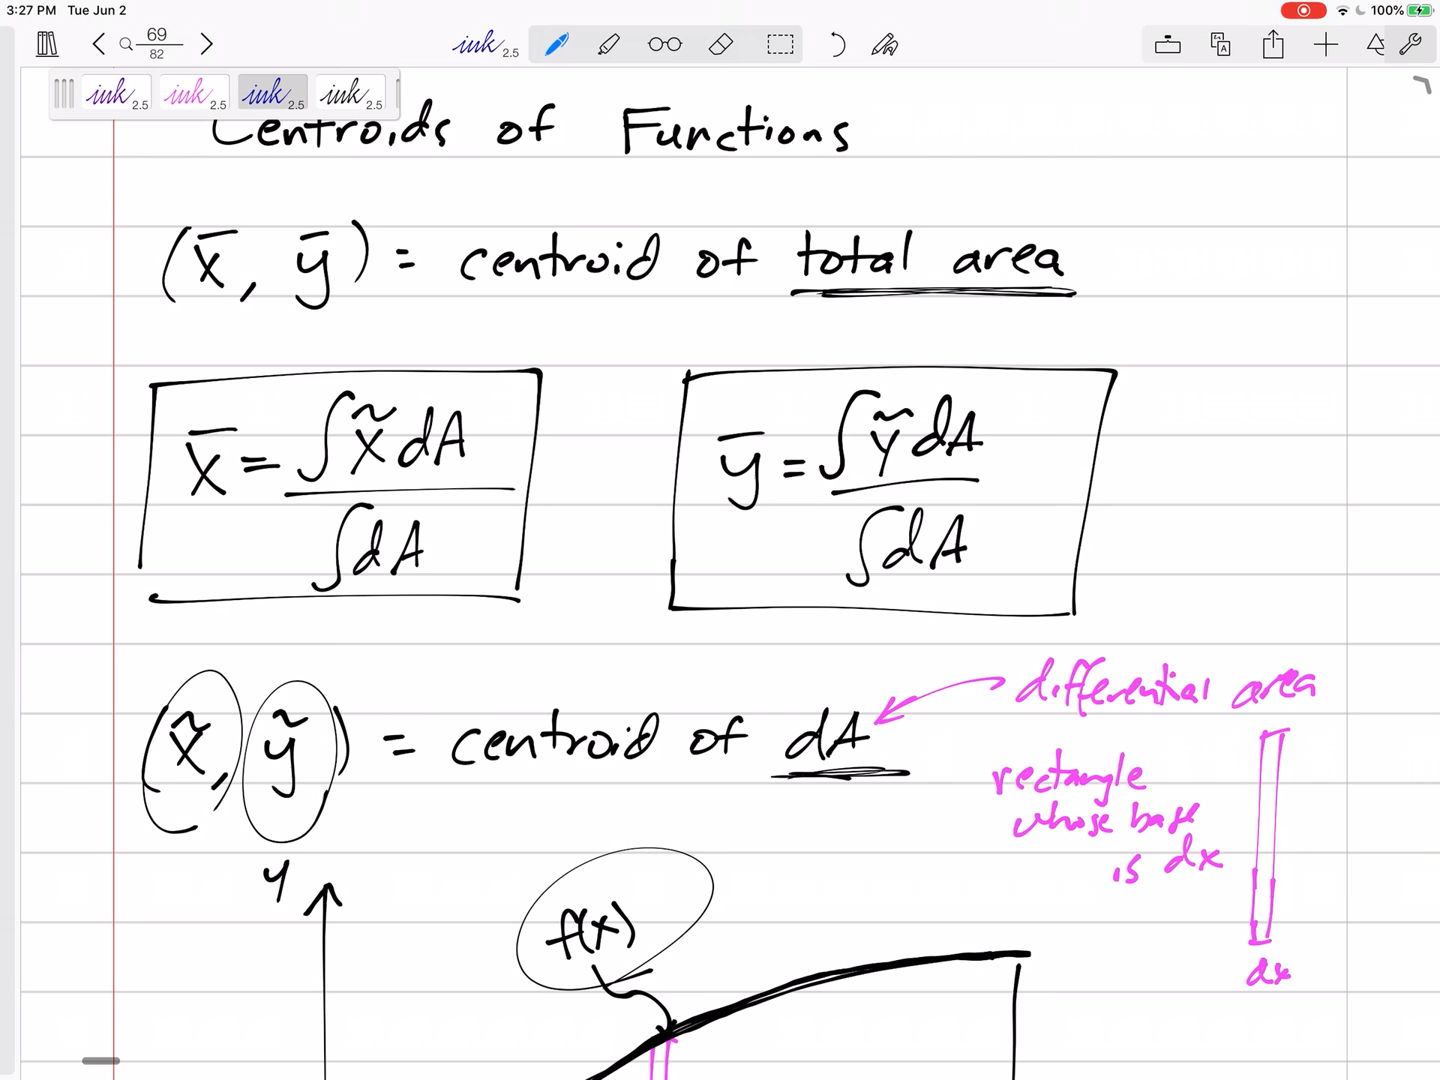 3:27 PM Tue Jun 2
100%
69
82
ink 2.5
ink 2.5 ink 2.5 ink 2.5 ink 2.5
Centroids of Functions
(x̄, ȳ) = centroid of total area
x̄ = ∫x̃ dA / ∫dA
ȳ = ∫ỹ dA / ∫dA
differential area
(x̃, ỹ) = centroid of dA
rectangle
whose base
is dx
y
f(x)
dx